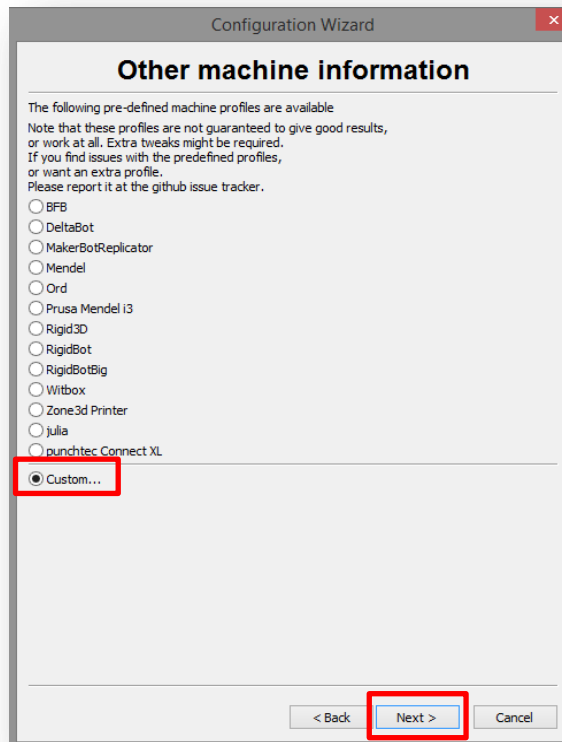 Configuration Wizard
Other machine information
The following pre-defined machine profiles are available
Note that these profiles are not guaranteed to give good results,
or work at all. Extra tweaks might be required.
If you find issues with the predefined profiles,
or want an extra profile.
Please report it at the github issue tracker.
BFB
DeltaBot
MakerBotReplicator
Mendel
Ord
Prusa Mendel i3
Rigid3D
RigidBot
RigidBotBig
Witbox
Zone3d Printer
julia
punchtec Connect XL
Custom...
< Back Next > Cancel